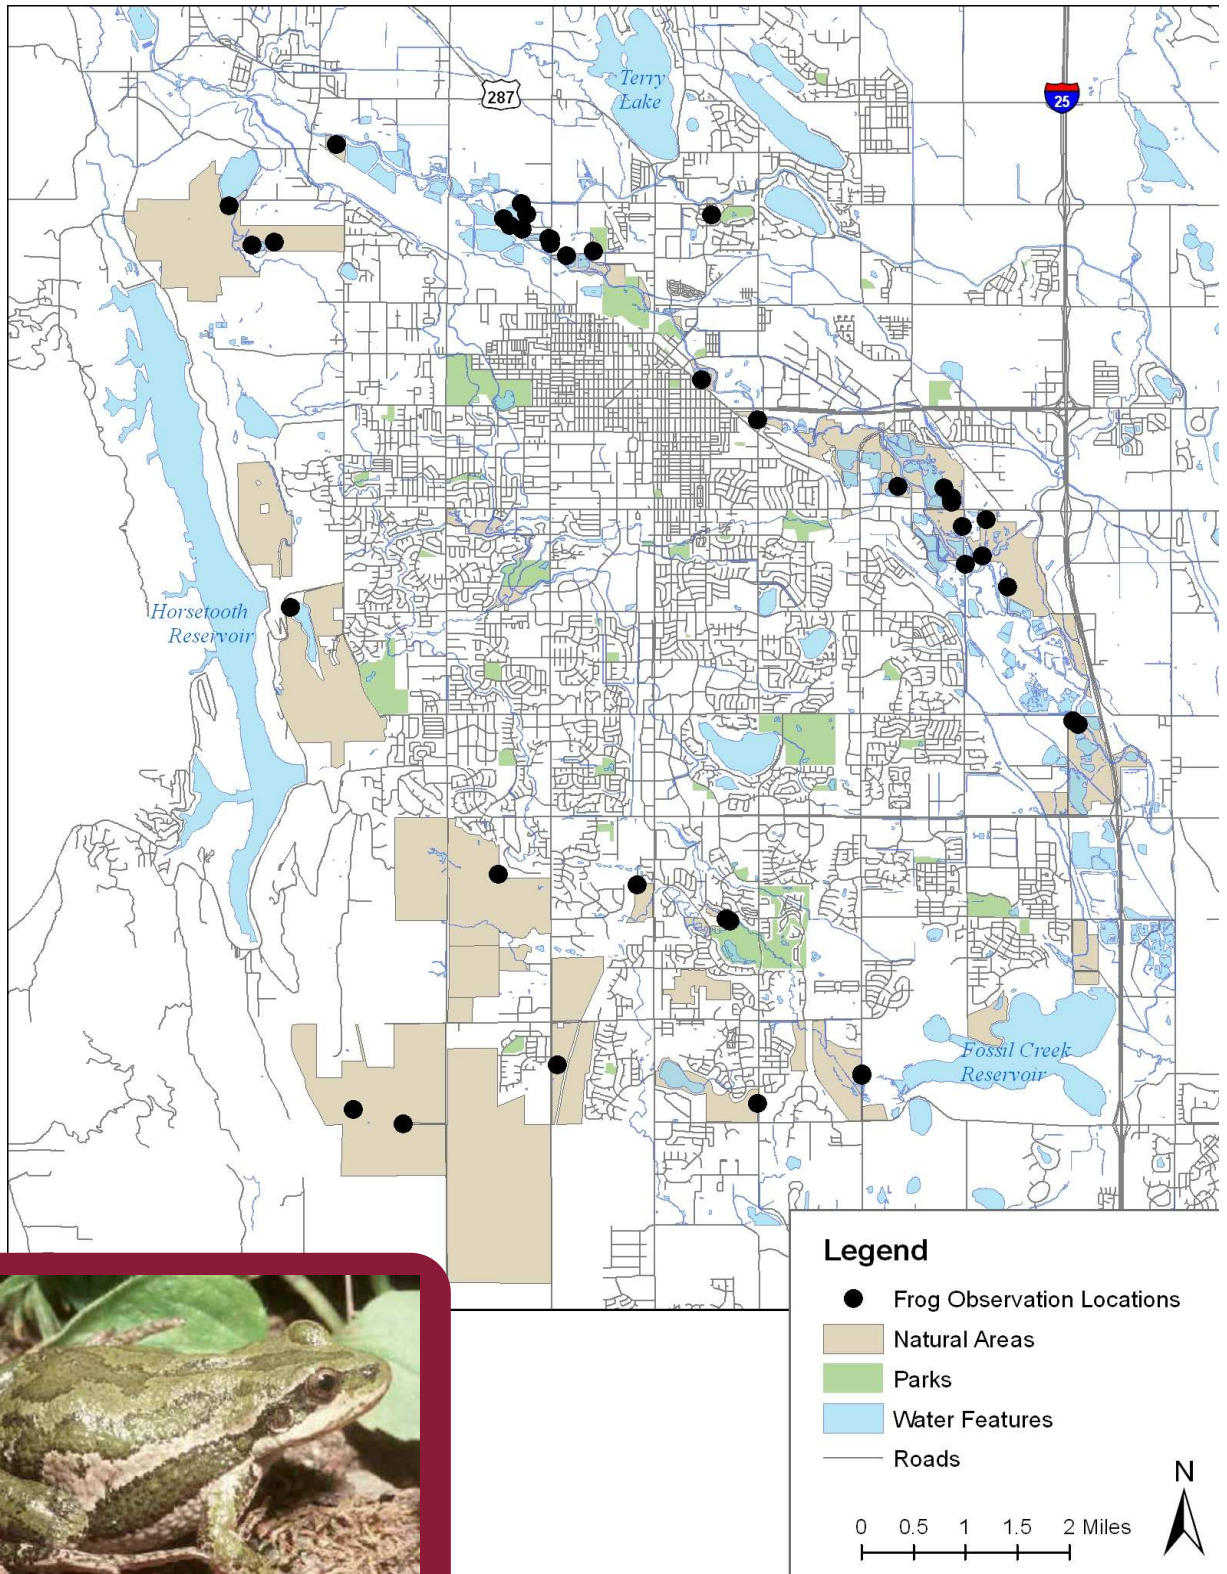 Terry
Lake
287
25
Horsetooth
Reservoir
Fossil Creek
Reservoir
Legend
Frog Observation Locations
Natural Areas
Parks
Water Features
Roads
N
0 0.5 1 1.5 2 Miles